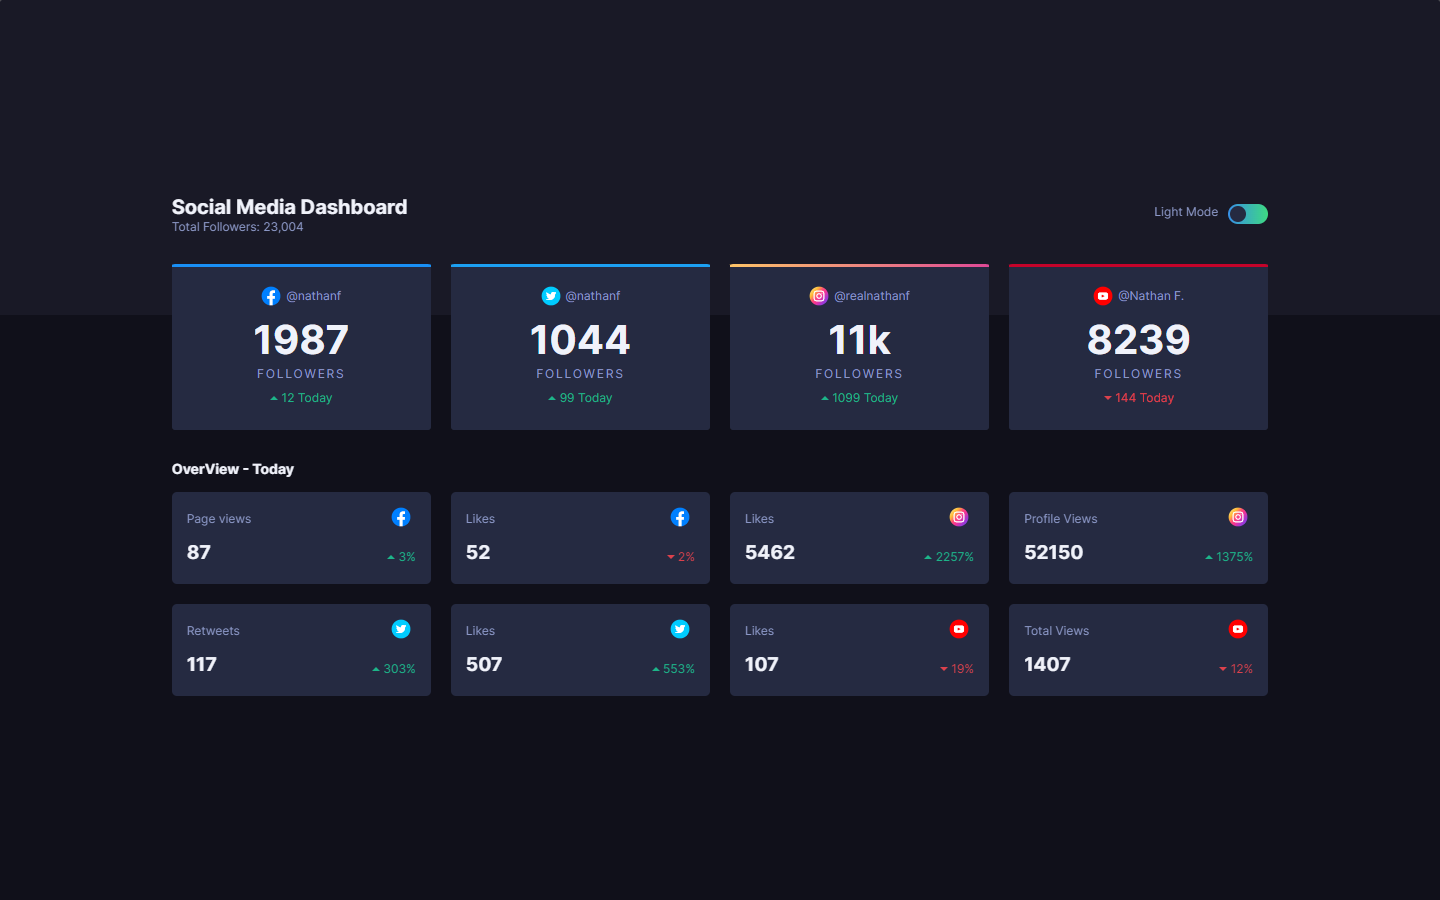 Social Media Dashboard
Total Followers: 23,004
Light Mode
@nathanf
1987
FOLLOWERS
12 Today
@nathanf
1044
FOLLOWERS
99 Today
@realnathanf
11k
FOLLOWERS
1099 Today
@Nathan F.
8239
FOLLOWERS
144 Today
OverView - Today
Page views
87
3%
Likes
52
2%
Likes
5462
2257%
Profile Views
52150
1375%
Retweets
117
303%
Likes
507
553%
Likes
107
19%
Total Views
1407
12%